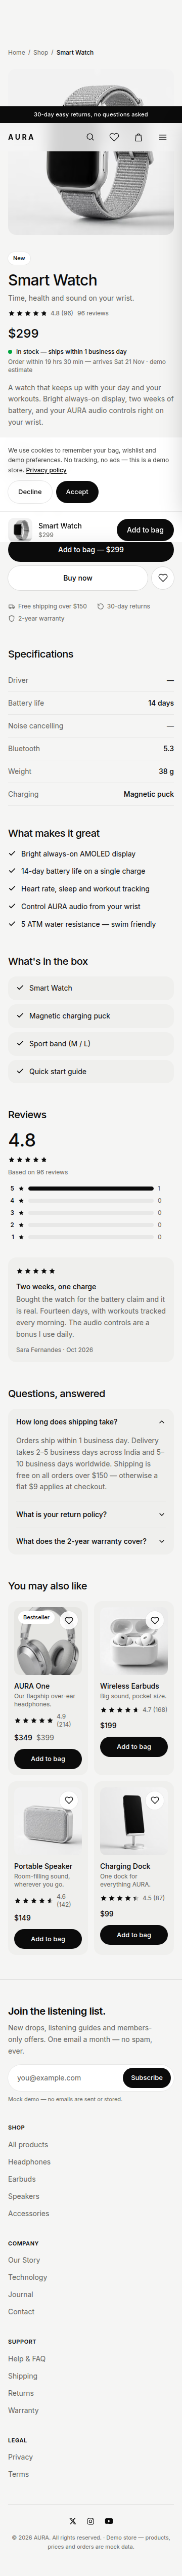 Home / Shop / Smart Watch
30-day easy returns, no questions asked
AURA
New
Smart Watch
Time, health and sound on your wrist.
4.8 (96) 96 reviews
$299
In stock — ships within 1 business day
Order within 19 hrs 30 min — arrives Sat 21 Nov · demo
estimate
A watch that keeps up with your day and your
workouts. Bright always-on display, two weeks of
battery, and your AURA audio controls right on
your wrist.
We use cookies to remember your bag, wishlist and
demo preferences. No tracking, no ads — this is a demo
store. Privacy policy
Decline
Accept
Smart Watch
$299
Add to bag
Add to bag — $299
Buy now
Free shipping over $150
30-day returns
2-year warranty
Specifications
Driver —
Battery life 14 days
Noise cancelling —
Bluetooth 5.3
Weight 38 g
Charging Magnetic puck
What makes it great
Bright always-on AMOLED display
14-day battery life on a single charge
Heart rate, sleep and workout tracking
Control AURA audio from your wrist
5 ATM water resistance — swim friendly
What's in the box
Smart Watch
Magnetic charging puck
Sport band (M / L)
Quick start guide
Reviews
4.8
Based on 96 reviews
5 1
4 0
3 0
2 0
1 0
Two weeks, one charge
Bought the watch for the battery claim and it
is real. Fourteen days, with workouts tracked
every morning. The audio controls are a
bonus I use daily.
Sara Fernandes · Oct 2026
Questions, answered
How long does shipping take?
Orders ship within 1 business day. Delivery
takes 2–5 business days across India and 5–
10 business days worldwide. Shipping is
free on all orders over $150 — otherwise a
flat $9 applies at checkout.
What is your return policy?
What does the 2-year warranty cover?
You may also like
Bestseller
AURA One
Our flagship over-ear
headphones.
4.9
(214)
$349 $399
Add to bag
Wireless Earbuds
Big sound, pocket size.
4.7 (168)
$199
Add to bag
Portable Speaker
Room-filling sound,
wherever you go.
4.6
(142)
$149
Add to bag
Charging Dock
One dock for
everything AURA.
4.5 (87)
$99
Add to bag
Join the listening list.
New drops, listening guides and members-
only offers. One email a month — no spam,
ever.
you@example.com
Subscribe
Mock demo — no emails are sent or stored.
SHOP
All products
Headphones
Earbuds
Speakers
Accessories
COMPANY
Our Story
Technology
Journal
Contact
SUPPORT
Help & FAQ
Shipping
Returns
Warranty
LEGAL
Privacy
Terms
© 2026 AURA. All rights reserved. · Demo store — products,
prices and orders are mock data.